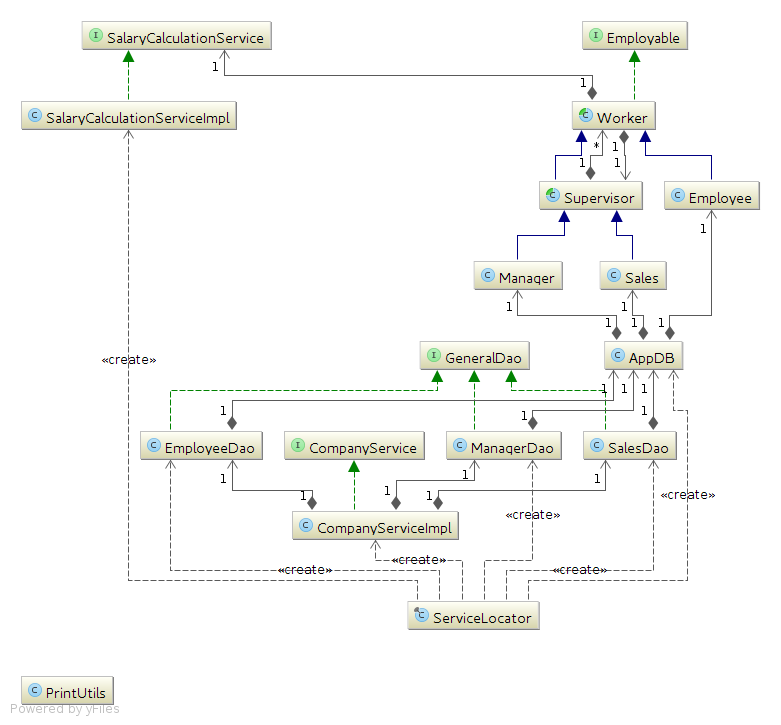 I SalaryCalculationService
I Employable
1
1
C SalaryCalculationServiceImpl
C Worker
* 1
1 1
C Supervisor
C Employee
1
C Manager
C Sales
1 1
1 1 1
I GeneralDao
C AppDB
«create»
1 1 1
1 1 1
C EmployeeDao
I CompanyService
C ManagerDao
C SalesDao
1 1 1
1 1 1
«create»
«create»
C CompanyServiceImpl
«create» «create» «create»
C ServiceLocator
C PrintUtils
Powered by yFiles